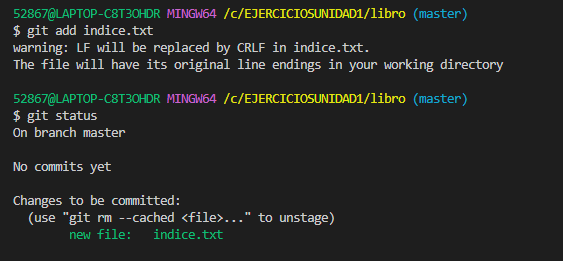 52867@LAPTOP-C8T3OHDR MINGW64 /c/EJERCICIOSUNIDAD1/libro (master)
$ git add indice.txt
warning: LF will be replaced by CRLF in indice.txt.
The file will have its original line endings in your working directory
52867@LAPTOP-C8T3OHDR MINGW64 /c/EJERCICIOSUNIDAD1/libro (master)
$ git status
On branch master
No commits yet
Changes to be committed:
(use "git rm --cached <file>..." to unstage)
new file:   indice.txt